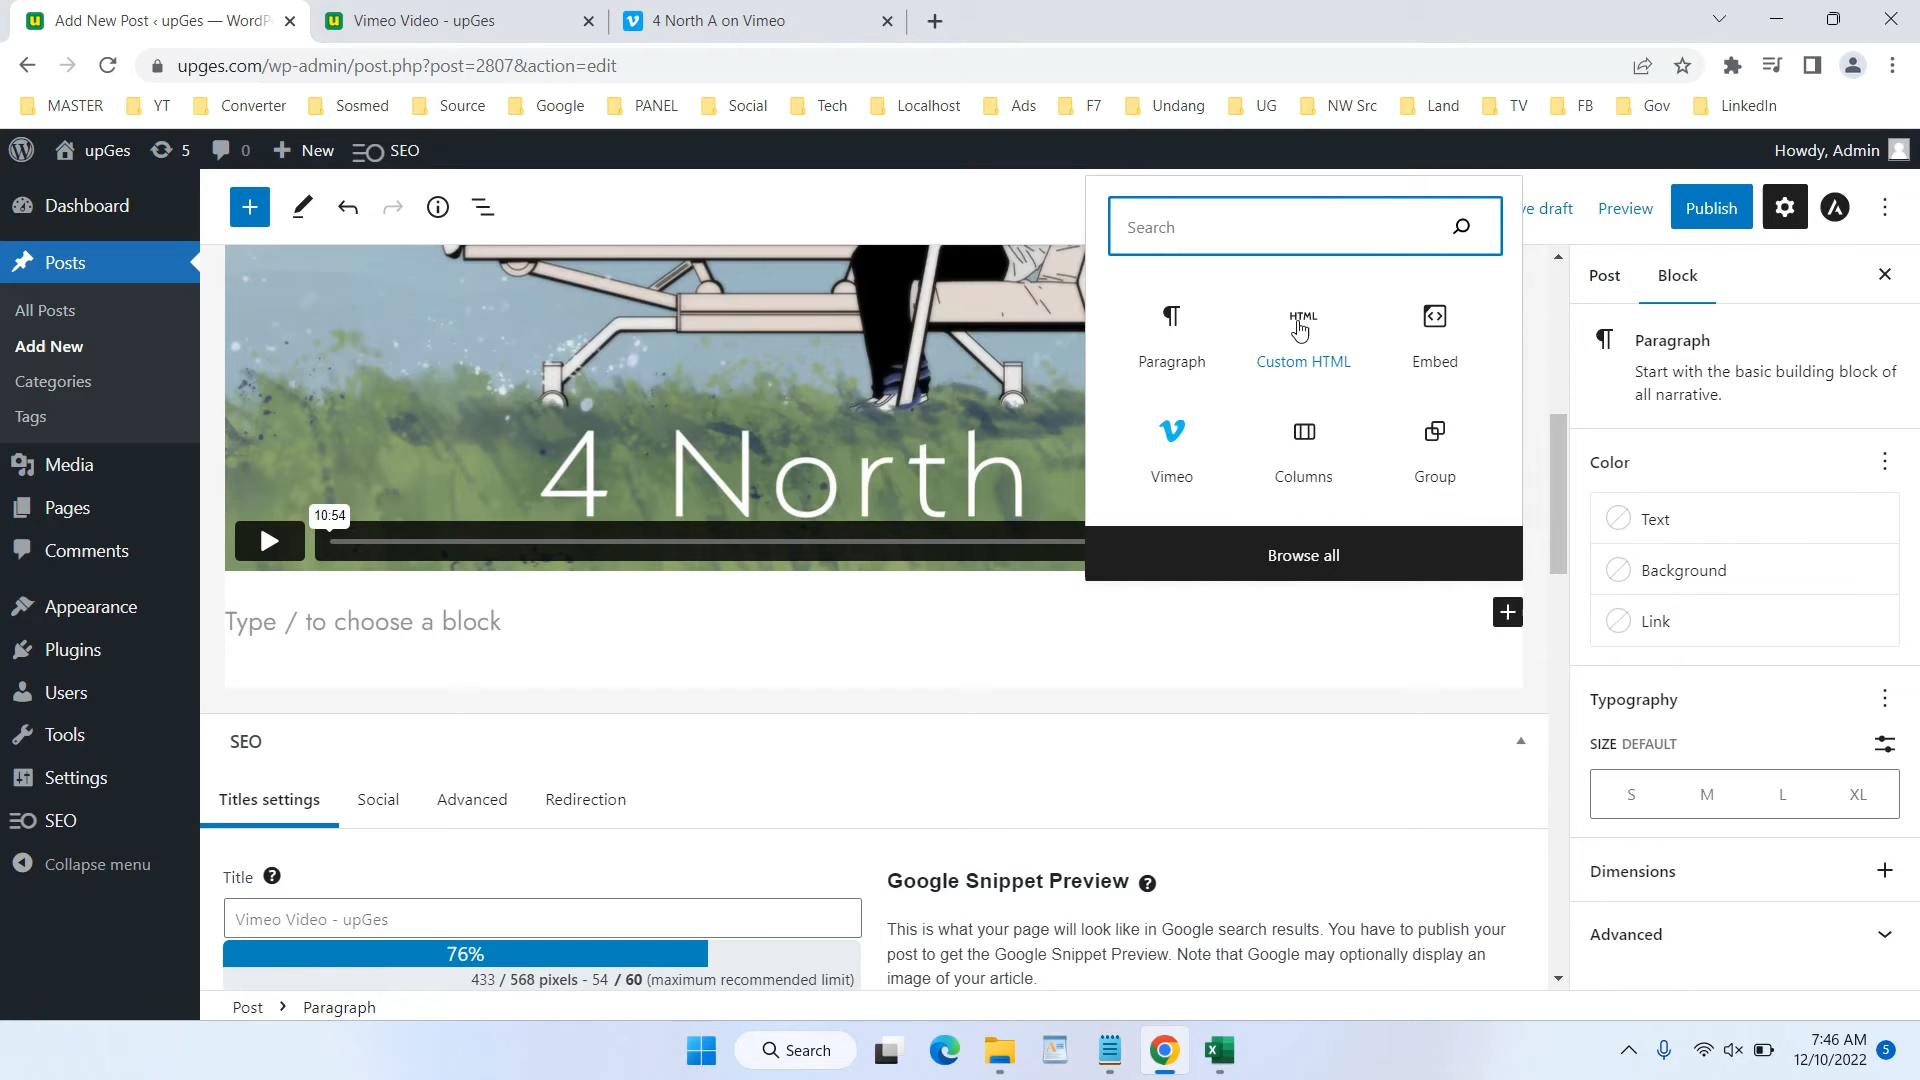 Add New Post ‹ upGes — WordP
Vimeo Video - upGes
4 North A on Vimeo
upges.com/wp-admin/post.php?post=2807&action=edit
MASTER
YT
Converter
Sosmed
Source
Google
PANEL
Social
Tech
Localhost
Ads
F7
Undang
UG
NW Src
Land
TV
FB
Gov
LinkedIn
upGes
5
0
New
SEO
Howdy, Admin
Dashboard
Posts
All Posts
Add New
Categories
Tags
Media
Pages
Comments
Appearance
Plugins
Users
Tools
Settings
SEO
Collapse menu
Search
ve draft
Preview
Publish
Paragraph
HTML
Custom HTML
Embed
Vimeo
Columns
Group
Browse all
4 North
10:54
Type / to choose a block
SEO
Titles settings
Social
Advanced
Redirection
Title
Vimeo Video - upGes
76%
433 / 568 pixels - 54 / 60 (maximum recommended limit)
Google Snippet Preview
This is what your page will look like in Google search results. You have to publish your
post to get the Google Snippet Preview. Note that Google may optionally display an
image of your article.
Post
Block
Paragraph
Start with the basic building block of
all narrative.
Color
Text
Background
Link
Typography
SIZE DEFAULT
S
M
L
XL
Dimensions
Advanced
Post
Paragraph
Search
7:46 AM
12/10/2022
5